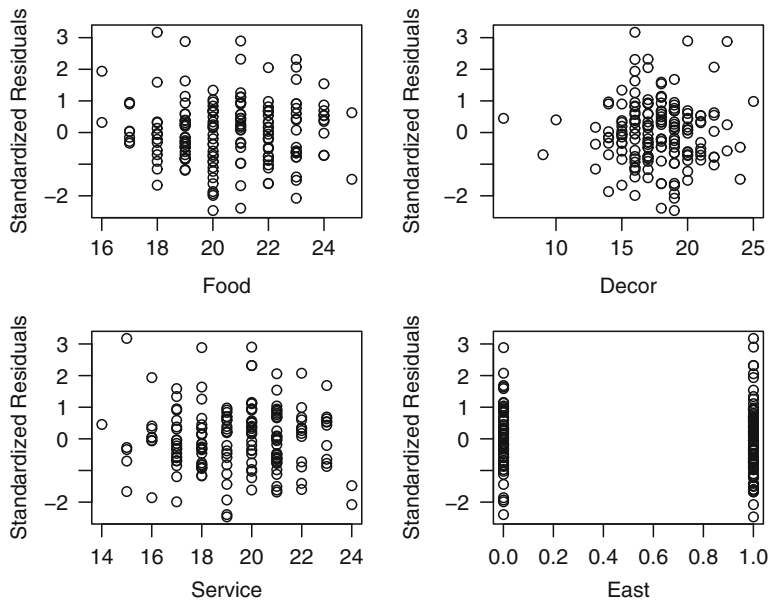 Standardized Residuals
3
2
1
0
−2
16 18 20 22 24
Food
Standardized Residuals
3
2
1
0
−2
10 15 20 25
Decor
Standardized Residuals
3
2
1
0
−2
14 16 18 20 22 24
Service
Standardized Residuals
3
2
1
0
−2
0.0 0.2 0.4 0.6 0.8 1.0
East